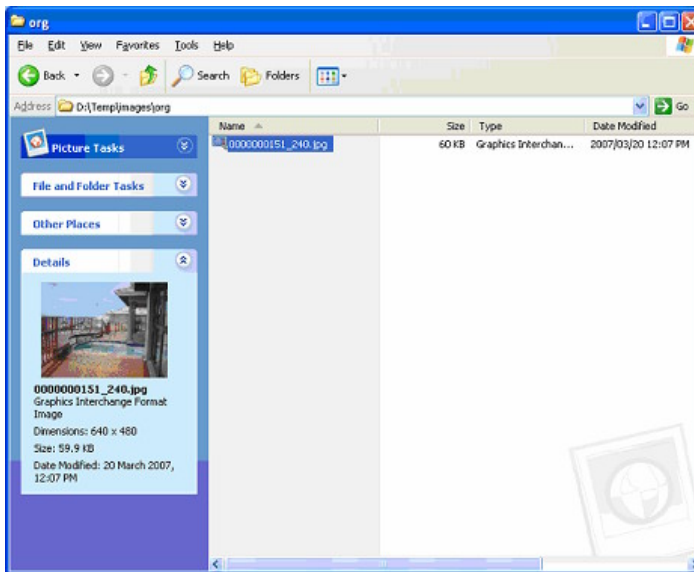 org
File Edit View Favorites Tools Help
Back Search Folders
Address D:\Temp\images\org Go
Name Size Type Date Modified
0000000151_240.jpg 60 KB Graphics Interchan... 2007/03/20 12:07 PM
Picture Tasks
File and Folder Tasks
Other Places
Details
0000000151_240.jpg
Graphics Interchange Format
Image
Dimensions: 640 x 480
Size: 59.9 KB
Date Modified: 20 March 2007,
12:07 PM